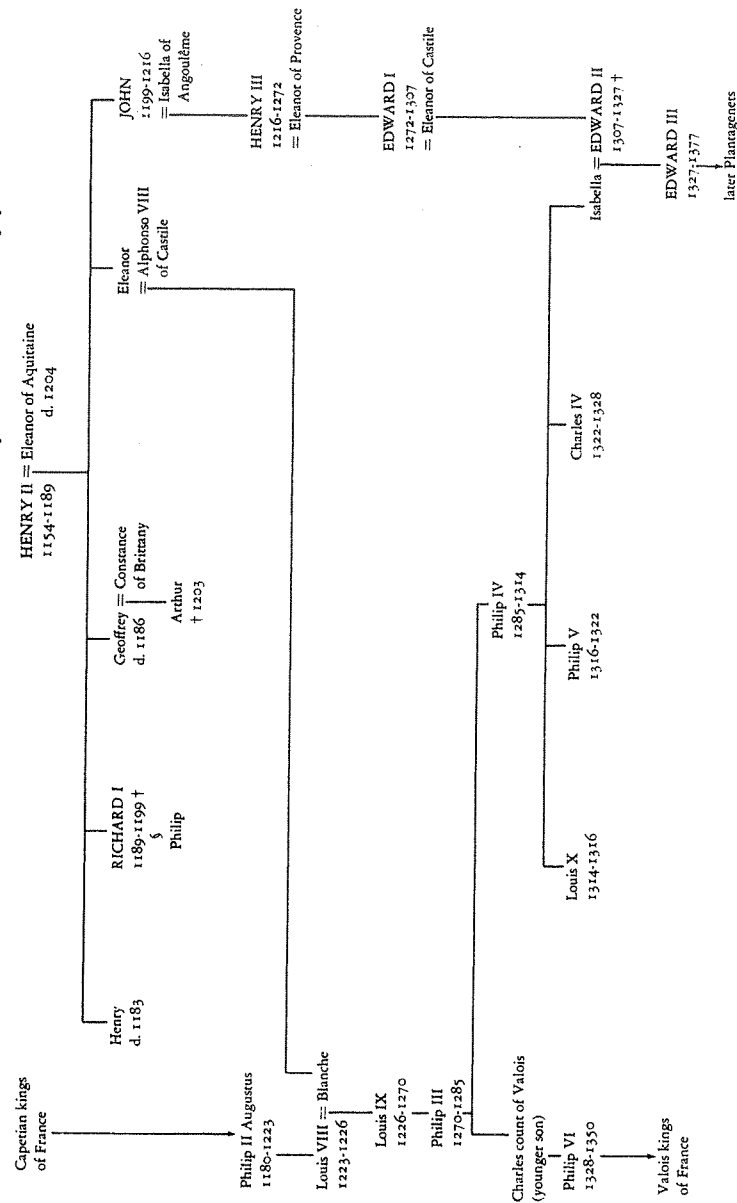 HENRY II = Eleanor of Aquitaine
1154-1189
d. 1204
Capetian kings
of France
Henry
d. 1183
RICHARD I
1189-1199 †
§
Philip
Geoffrey = Constance
d. 1186
of Brittany
Arthur
† 1203
Eleanor
= Alphonso VIII
of Castile
JOHN
1199-1216
= Isabella of
Angoulême
Philip II Augustus
1180-1223
HENRY III
1216-1272
= Eleanor of Provence
Louis VIII = Blanche
1223-1226
Louis IX
1226-1270
EDWARD I
1272-1307
= Eleanor of Castile
Philip III
1270-1285
Charles count of Valois
(younger son)
Philip IV
1285-1314
Philip VI
1328-1350
Valois kings
of France
Louis X
1314-1316
Philip V
1316-1322
Charles IV
1322-1328
Isabella = EDWARD II
1307-1327 †
EDWARD III
1327-1377
later Plantagenets